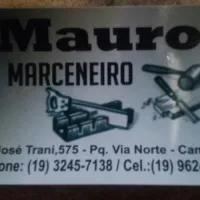 Mauro
MARCENEIRO
José Trani,575 - Pq. Via Norte - Cam
one: (19) 3245-7138 / Cel.:(19) 962